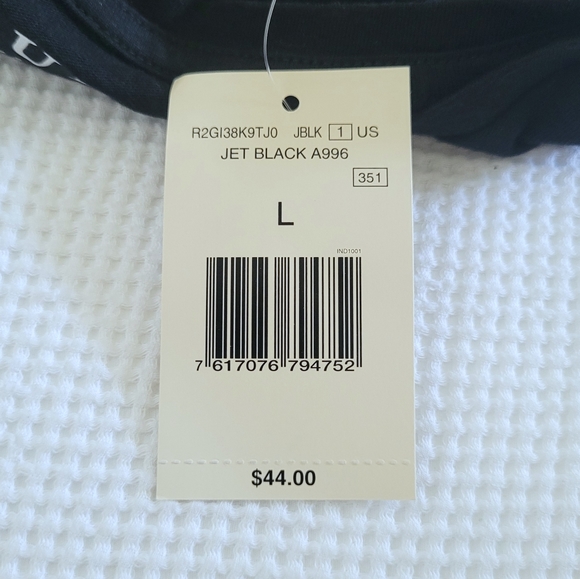 U
R2GI38K9TJ0 JBLK 1 US
JET BLACK A996
351
L
IND1001
7 617076 794752
$44.00